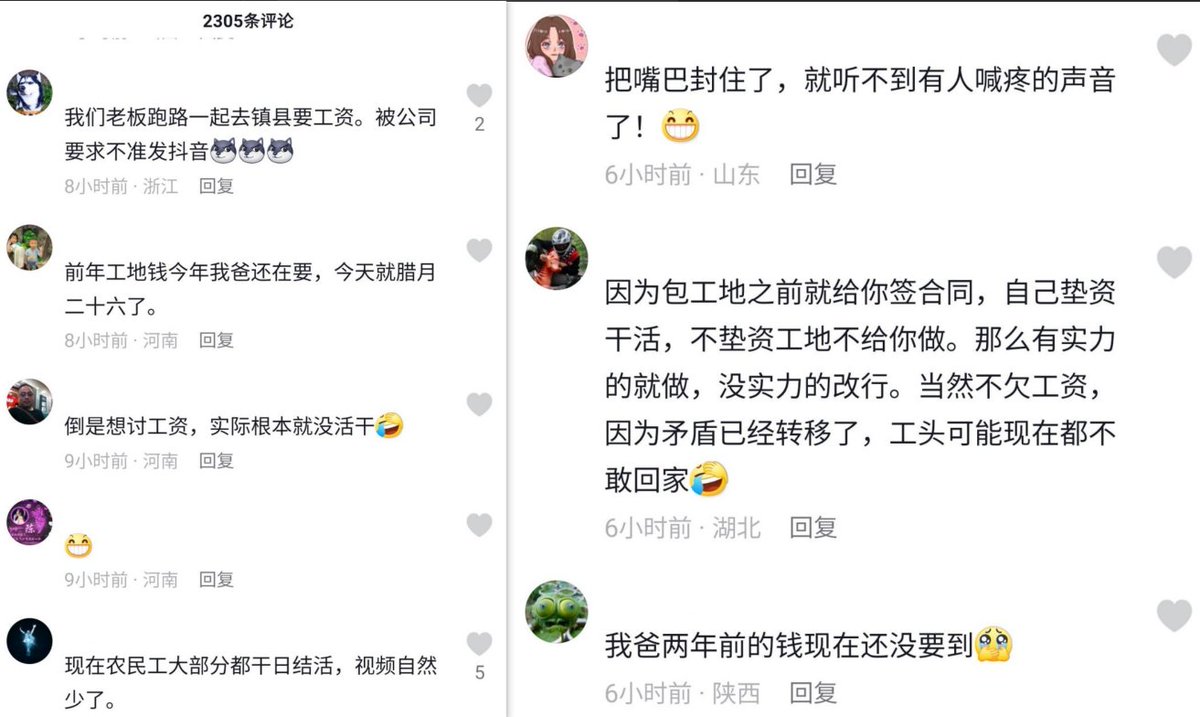 2305条评论
我们老板跑路一起去镇县要工资。被公司
要求不准发抖音
2
8小时前 · 浙江 回复
前年工地钱今年我爸还在要，今天就腊月
二十六了。
8小时前 · 河南 回复
倒是想讨工资，实际根本就没活干🤣
9小时前 · 河南 回复
😁
9小时前 · 河南 回复
现在农民工大部分都干日结活，视频自然
少了。
5
把嘴巴封住了，就听不到有人喊疼的声音
了！😁
6小时前 · 山东 回复
因为包工地之前就给你签合同，自己垫资
干活，不垫资工地不给你做。那么有实力
的就做，没实力的改行。当然不欠工资，
因为矛盾已经转移了，工头可能现在都不
敢回家
6小时前 · 湖北 回复
我爸两年前的钱现在还没要到🥹
6小时前 · 陕西 回复